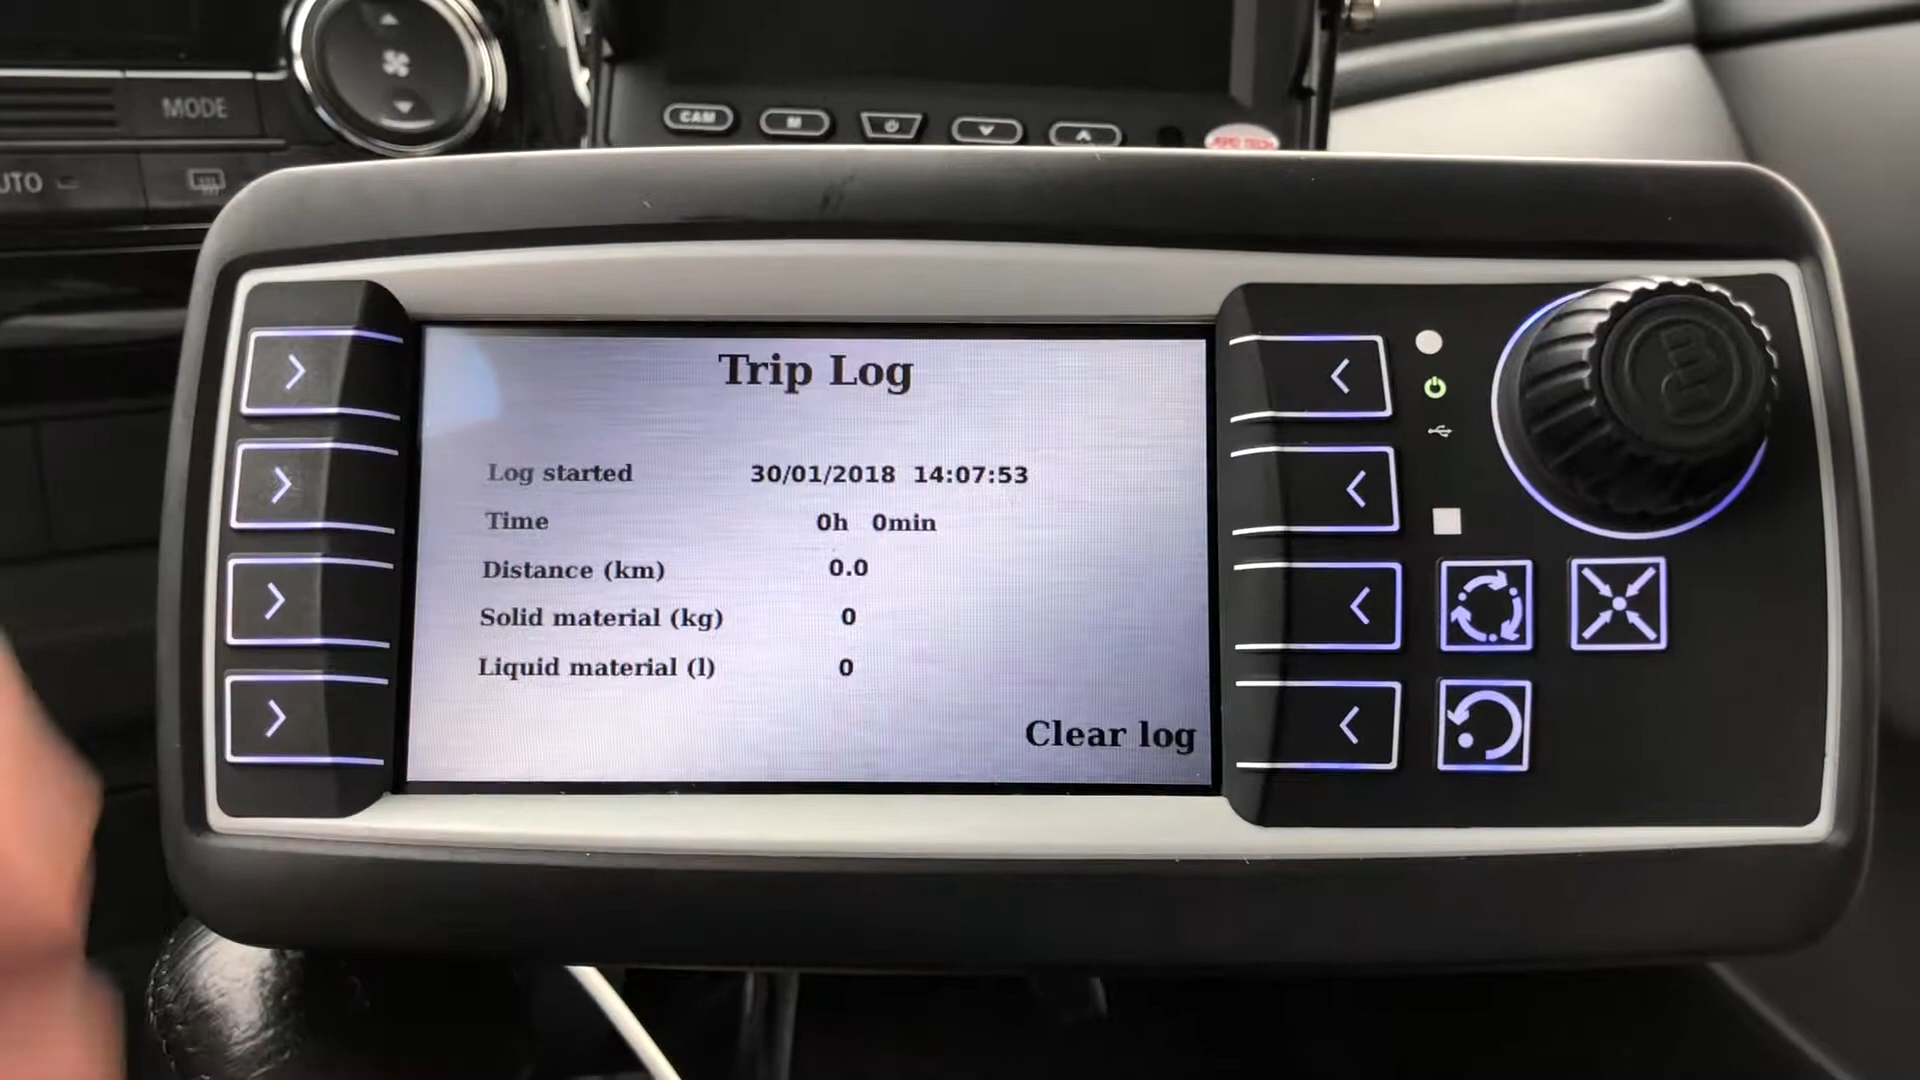 MODE
CAM
M
UTO
Trip Log
Log started 30/01/2018 14:07:53
Time 0h 0min
Distance (km) 0.0
Solid material (kg) 0
Liquid material (l) 0
Clear log